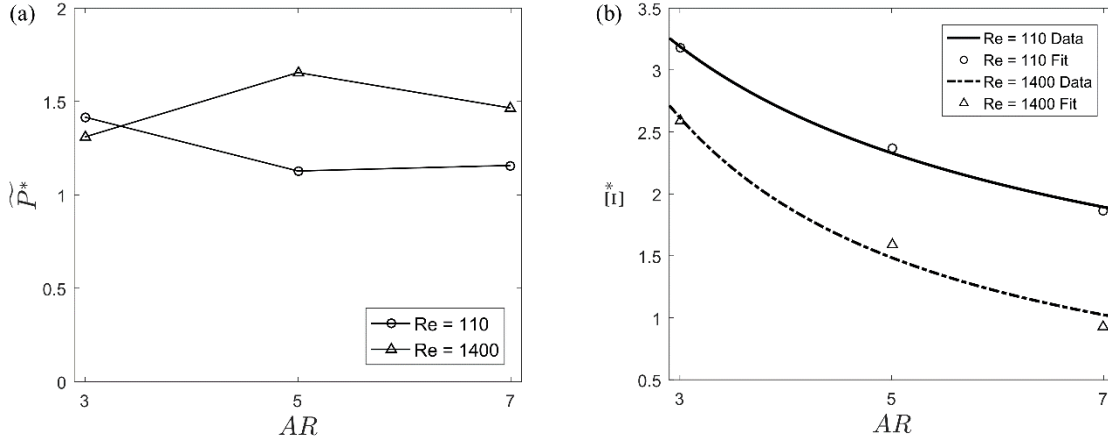 (a)
2
1.5
1
0.5
0
P̃*
3 5 7
AR
Re = 110
Re = 1400
(b)
3.5
3
2.5
2
1.5
1
0.5
Ξ*
3 5 7
AR
Re = 110 Data
Re = 110 Fit
Re = 1400 Data
Re = 1400 Fit